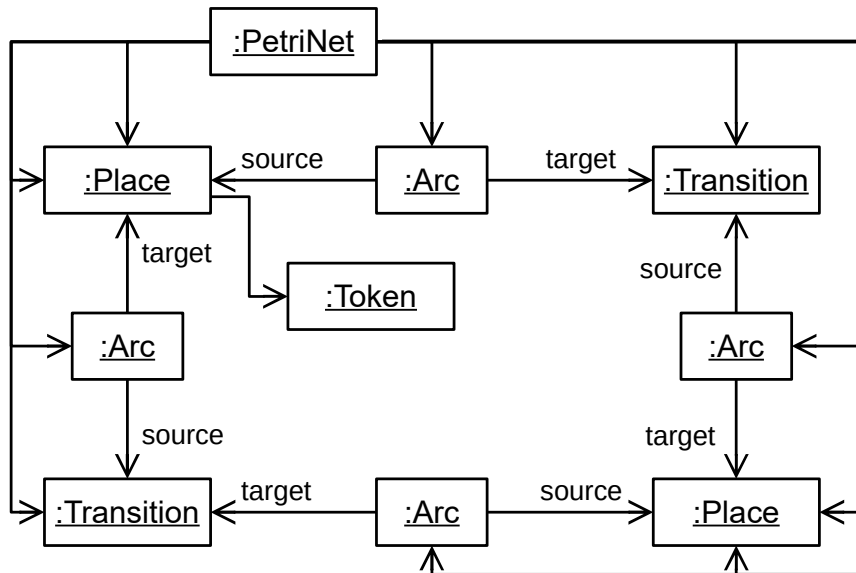 :PetriNet
:Place
source
:Arc
target
:Transition
target
source
:Token
:Arc
:Arc
source
target
:Transition
target
:Arc
source
:Place